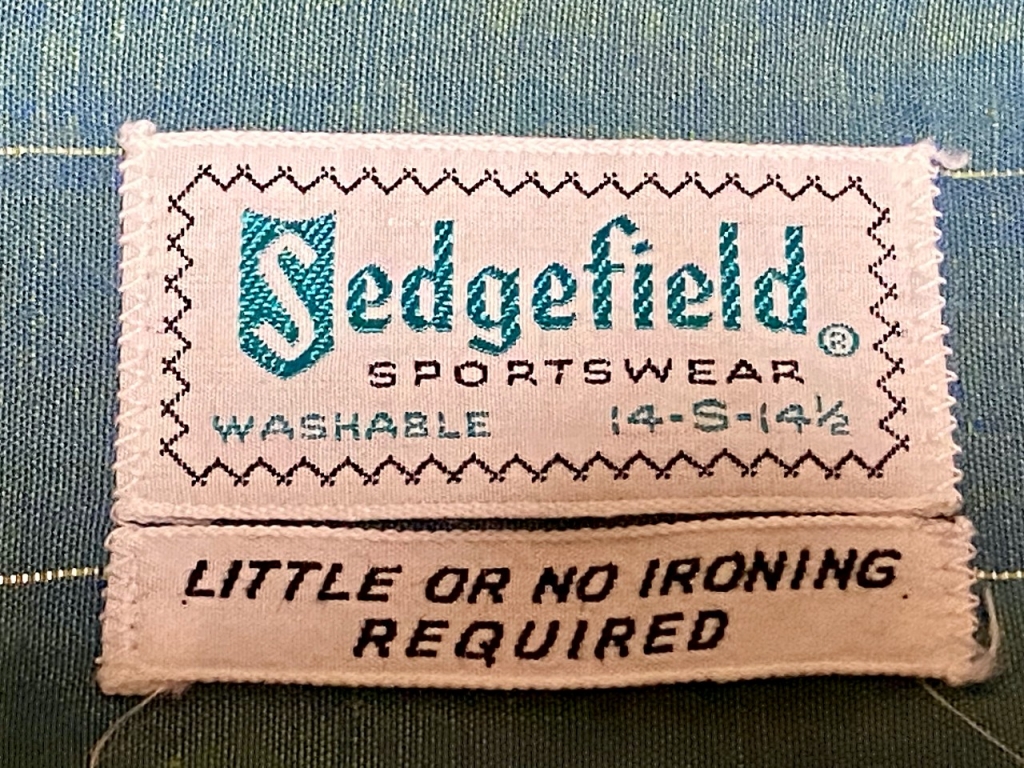 Sedgefield®
SPORTSWEAR
WASHABLE 14-S-14½
LITTLE OR NO IRONING
REQUIRED